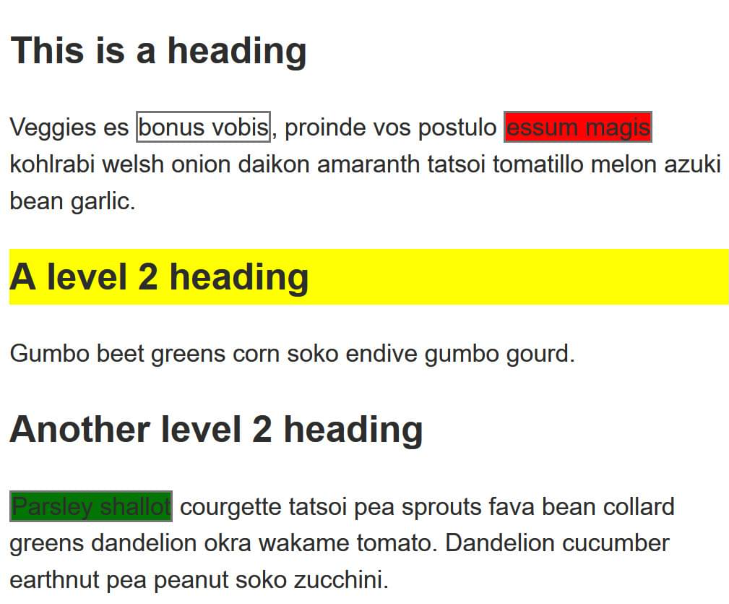 This is a heading
Veggies es bonus vobis, proinde vos postulo essum magis
kohlrabi welsh onion daikon amaranth tatsoi tomatillo melon azuki
bean garlic.
A level 2 heading
Gumbo beet greens corn soko endive gumbo gourd.
Another level 2 heading
Parsley shallot courgette tatsoi pea sprouts fava bean collard
greens dandelion okra wakame tomato. Dandelion cucumber
earthnut pea peanut soko zucchini.